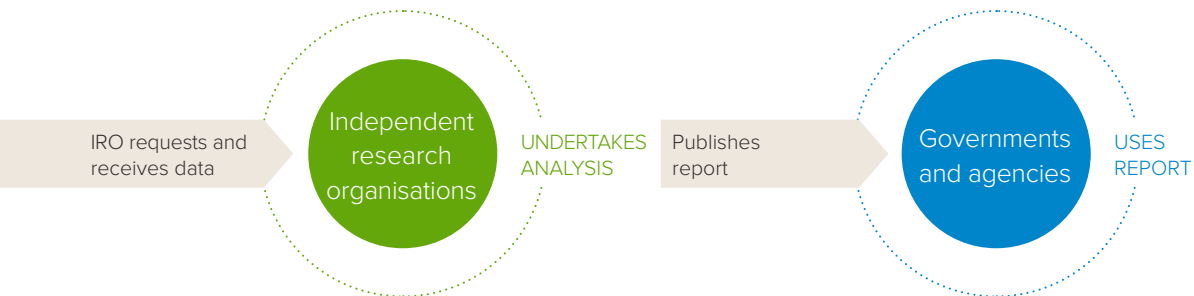 IRO requests and
receives data
Independent
research
organisations
UNDERTAKES
ANALYSIS
Publishes
report
Governments
and agencies
USES
REPORT